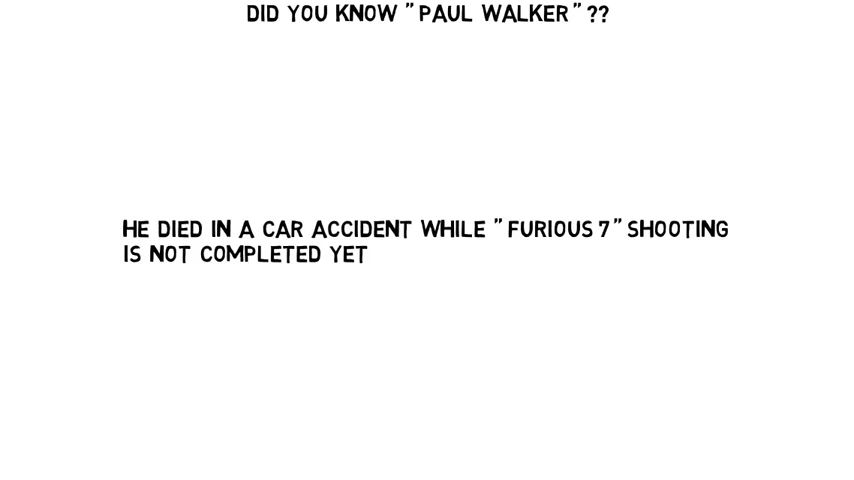 DID YOU KNOW "PAUL WALKER"??
HE DIED IN A CAR ACCIDENT WHILE "FURIOUS 7" SHOOTING
IS NOT COMPLETED YET